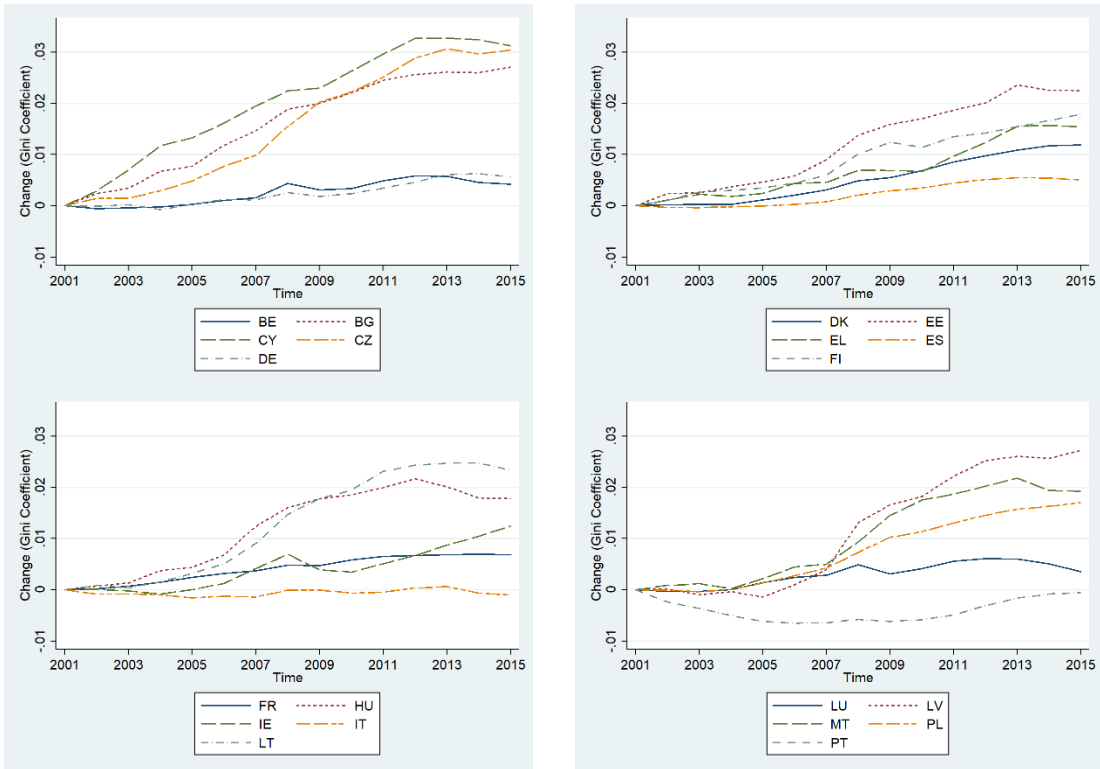 Change (Gini Coefficient)
.03
.02
.01
0
-.01
2001 2003 2005 2007 2009 2011 2013 2015
Time
BE BG
CY CZ
DE
Change (Gini Coefficient)
.03
.02
.01
0
-.01
2001 2003 2005 2007 2009 2011 2013 2015
Time
DK EE
EL ES
FI
Change (Gini Coefficient)
.03
.02
.01
0
-.01
2001 2003 2005 2007 2009 2011 2013 2015
Time
FR HU
IE IT
LT
Change (Gini Coefficient)
.03
.02
.01
0
-.01
2001 2003 2005 2007 2009 2011 2013 2015
Time
LU LV
MT PL
PT